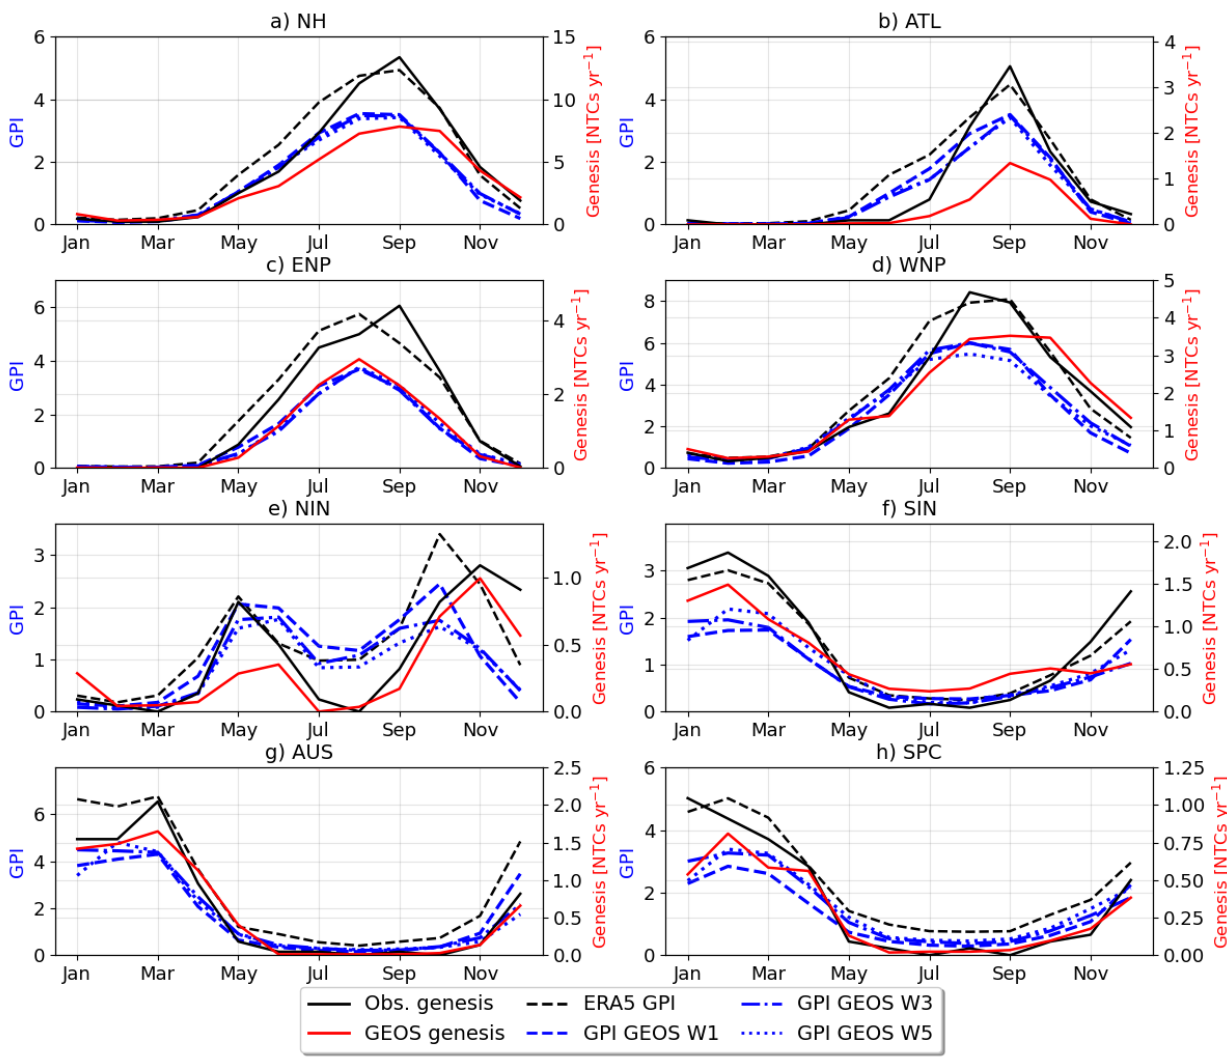 a) NH
b) ATL
GPI
6
4
2
0
15
10
5
0
Genesis [NTCs yr⁻¹]
Jan Mar May Jul Sep Nov
GPI
6
4
2
0
4
3
2
1
0
Genesis [NTCs yr⁻¹]
Jan Mar May Jul Sep Nov
c) ENP
d) WNP
GPI
6
4
2
0
4
2
0
Genesis [NTCs yr⁻¹]
Jan Mar May Jul Sep Nov
GPI
8
6
4
2
0
5
4
3
2
1
0
Genesis [NTCs yr⁻¹]
Jan Mar May Jul Sep Nov
e) NIN
f) SIN
GPI
3
2
1
0
1.0
0.5
0.0
Genesis [NTCs yr⁻¹]
Jan Mar May Jul Sep Nov
GPI
3
2
1
0
2.0
1.5
1.0
0.5
0.0
Genesis [NTCs yr⁻¹]
Jan Mar May Jul Sep Nov
g) AUS
h) SPC
GPI
6
4
2
0
2.5
2.0
1.5
1.0
0.5
0.0
Genesis [NTCs yr⁻¹]
Jan Mar May Jul Sep Nov
GPI
6
4
2
0
1.25
1.00
0.75
0.50
0.25
0.00
Genesis [NTCs yr⁻¹]
Jan Mar May Jul Sep Nov
Obs. genesis
GEOS genesis
ERA5 GPI
GPI GEOS W1
GPI GEOS W3
GPI GEOS W5